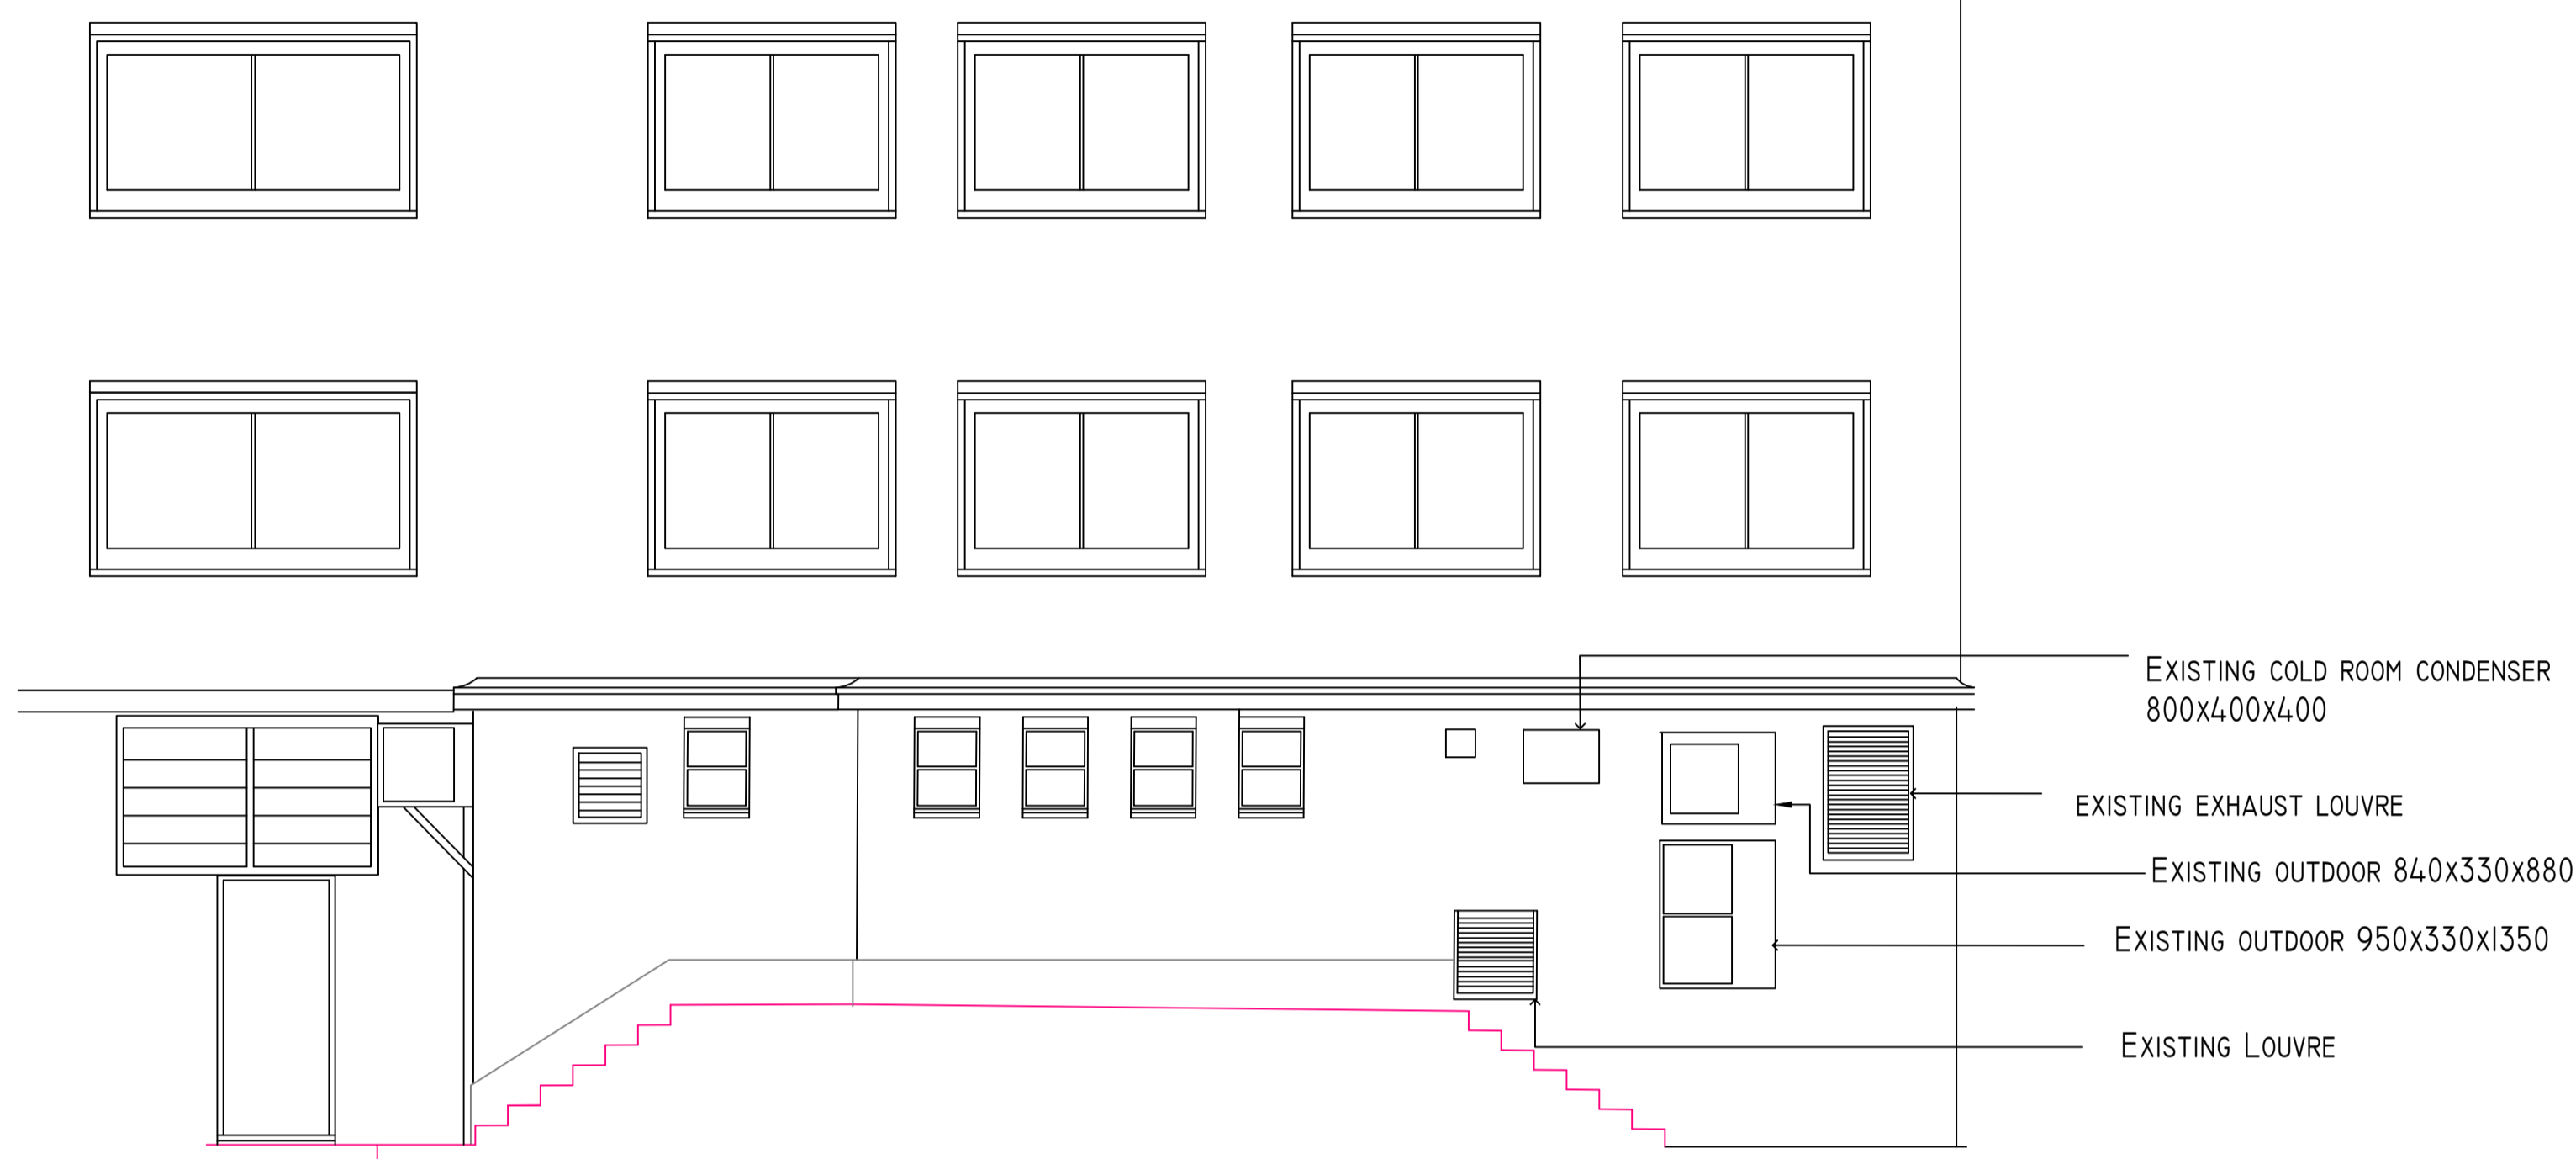 EXISTING COLD ROOM CONDENSER
800X400X400
EXISTING EXHAUST LOUVRE
EXISTING OUTDOOR 840X330X880
EXISTING OUTDOOR 950X330X1350
EXISTING LOUVRE